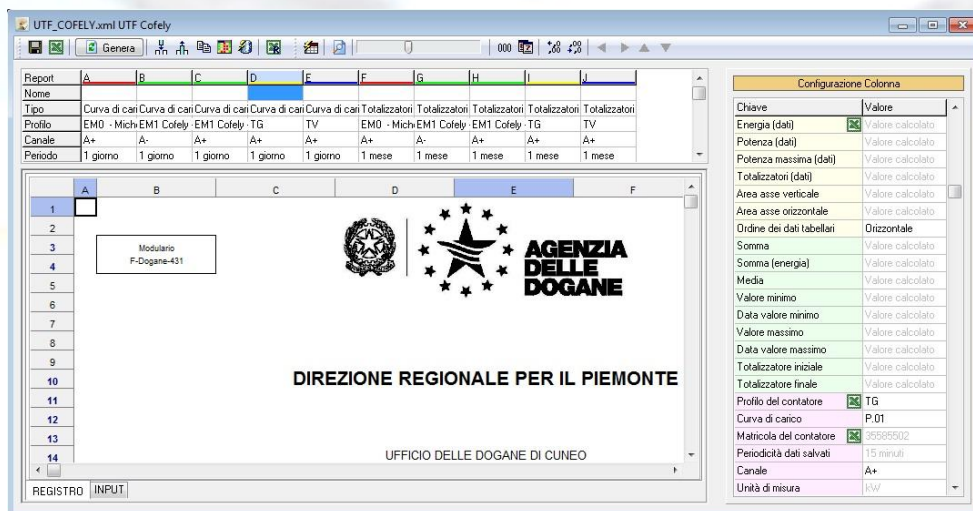 UTF_COFELY.xml UTF Cofely
Genera
000
Report A B C D E F G H I J
Nome
Tipo Curva di cari Curva di cari Curva di cari Curva di cari Curva di cari Totalizzatori Totalizzatori Totalizzatori Totalizzatori Totalizzatori
Profilo EM0 - Mich EM1 Cofely - EM1 Cofely - TG TV EM0 - Mich EM1 Cofely - EM1 Cofely - TG TV
Canale A+ A- A+ A+ A+ A+ A- A+ A+ A+
Periodo 1 giorno 1 giorno 1 giorno 1 giorno 1 giorno 1 mese 1 mese 1 mese 1 mese 1 mese
A B C D E F
1
2
3
4
5
6
7
8
9
10
11
12
13
14
Modulario
F-Dogane-431
AGENZIA
DELLE
DOGANE
DIREZIONE REGIONALE PER IL PIEMONTE
UFFICIO DELLE DOGANE DI CUNEO
REGISTRO INPUT
Configurazione Colonna
Chiave Valore
Energia (dati) Valore calcolato
Potenza (dati) Valore calcolato
Potenza massima (dati) Valore calcolato
Totalizzatori (dati) Valore calcolato
Area asse verticale Valore calcolato
Area asse orizzontale Valore calcolato
Ordine dei dati tabellari Orizzontale
Somma Valore calcolato
Somma (energia) Valore calcolato
Media Valore calcolato
Valore minimo Valore calcolato
Data valore minimo Valore calcolato
Valore massimo Valore calcolato
Data valore massimo Valore calcolato
Totalizzatore iniziale Valore calcolato
Totalizzatore finale Valore calcolato
Profilo del contatore TG
Curva di carico P.01
Matricola del contatore 35585502
Periodicità dati salvati 15 minuti
Canale A+
Unità di misura kW